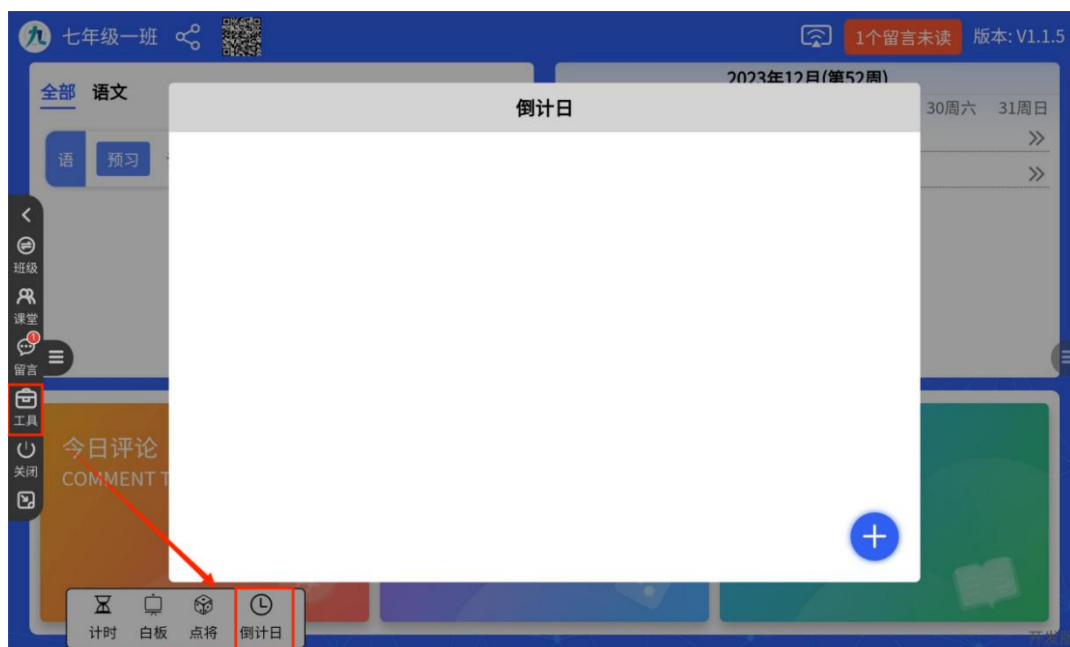 九 七年级一班 1个留言未读 版本: V1.1.5
全部 语文
2023年12月(第52周)
倒计日
30周六 31周日
语 预习
班级
课堂
1
留言
工具
今日评论
关闭
COMMENT T
计时 白板 点将 倒计日